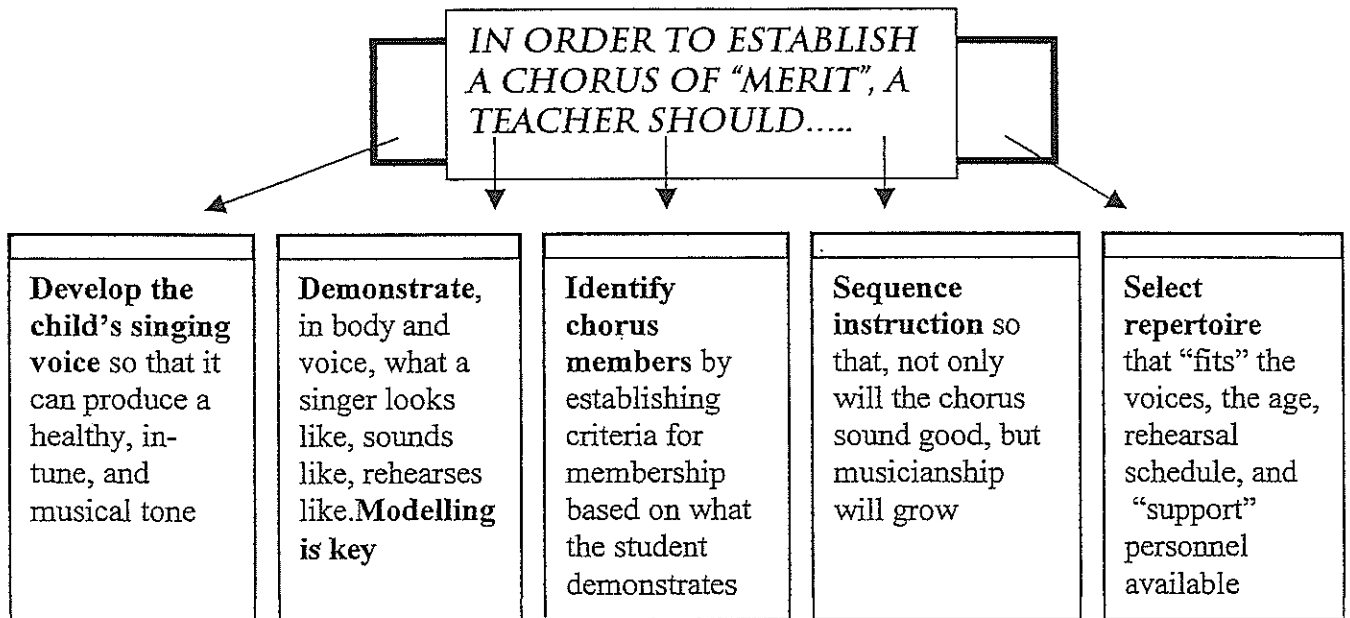 IN ORDER TO ESTABLISH
A CHORUS OF "MERIT", A
TEACHER SHOULD.....
Develop the
child's singing
voice so that it
can produce a
healthy, in-
tune, and
musical tone
Demonstrate,
in body and
voice, what a
singer looks
like, sounds
like, rehearses
like.Modelling
is key
Identify
chorus
members by
establishing
criteria for
membership
based on what
the student
demonstrates
Sequence
instruction so
that, not only
will the chorus
sound good, but
musicianship
will grow
Select
repertoire
that "fits" the
voices, the age,
rehearsal
schedule, and
"support"
personnel
available